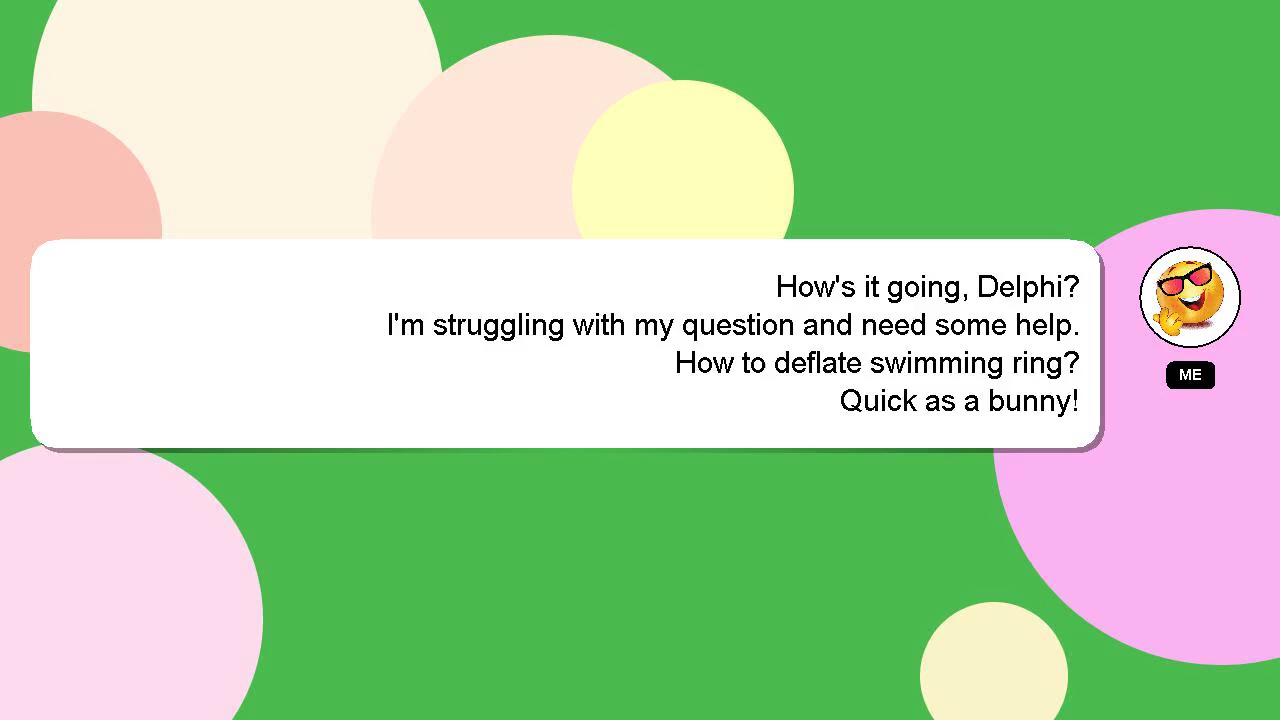 How's it going, Delphi?
I'm struggling with my question and need some help.
How to deflate swimming ring?
Quick as a bunny!
ME